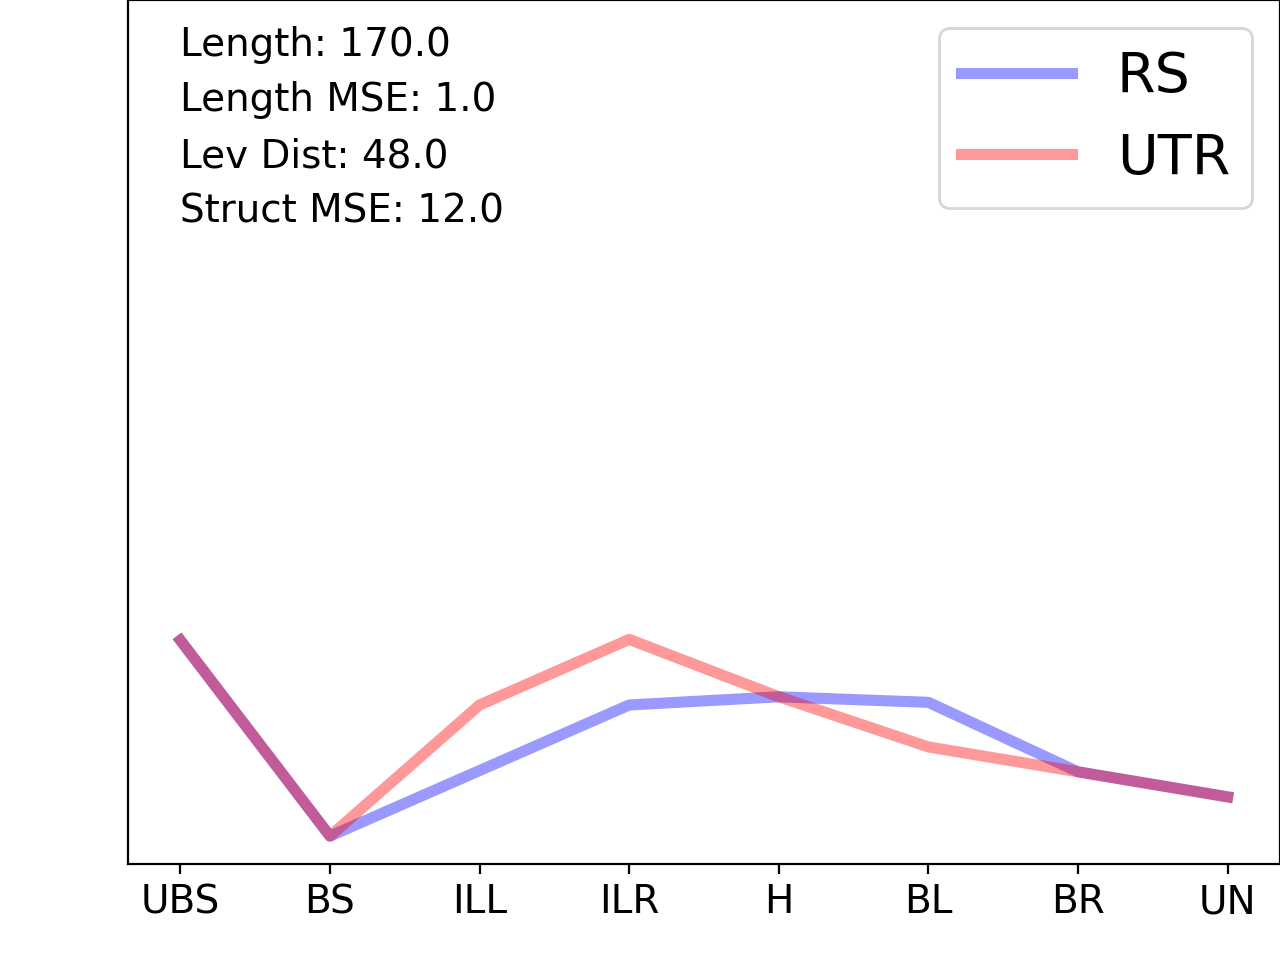 Length: 170.0
Length MSE: 1.0
Lev Dist: 48.0
Struct MSE: 12.0
RS
UTR
UBS BS ILL ILR H BL BR UN